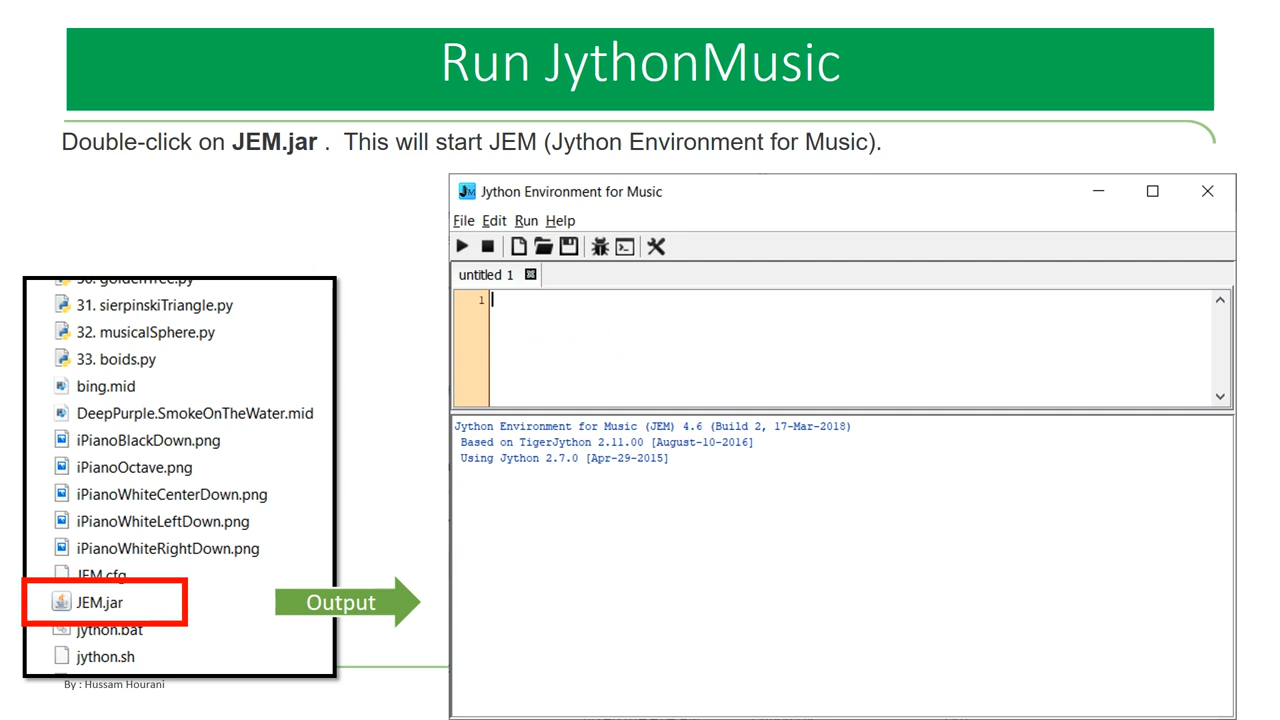 Run JythonMusic
Double-click on JEM.jar . This will start JEM (Jython Environment for Music).
31. sierpinskiTriangle.py
32. musicalSphere.py
33. boids.py
bing.mid
DeepPurple.SmokeOnTheWater.mid
iPianoBlackDown.png
iPianoOctave.png
iPianoWhiteCenterDown.png
iPianoWhiteLeftDown.png
iPianoWhiteRightDown.png
JEM.cfg
JEM.jar
jython.bat
jython.sh
Output
Jython Environment for Music
File Edit Run Help
untitled 1
1
Jython Environment for Music (JEM) 4.6 (Build 2, 17-Mar-2018)
Based on TigerJython 2.11.00 [August-10-2016]
Using Jython 2.7.0 [Apr-29-2015]
By : Hussam Hourani